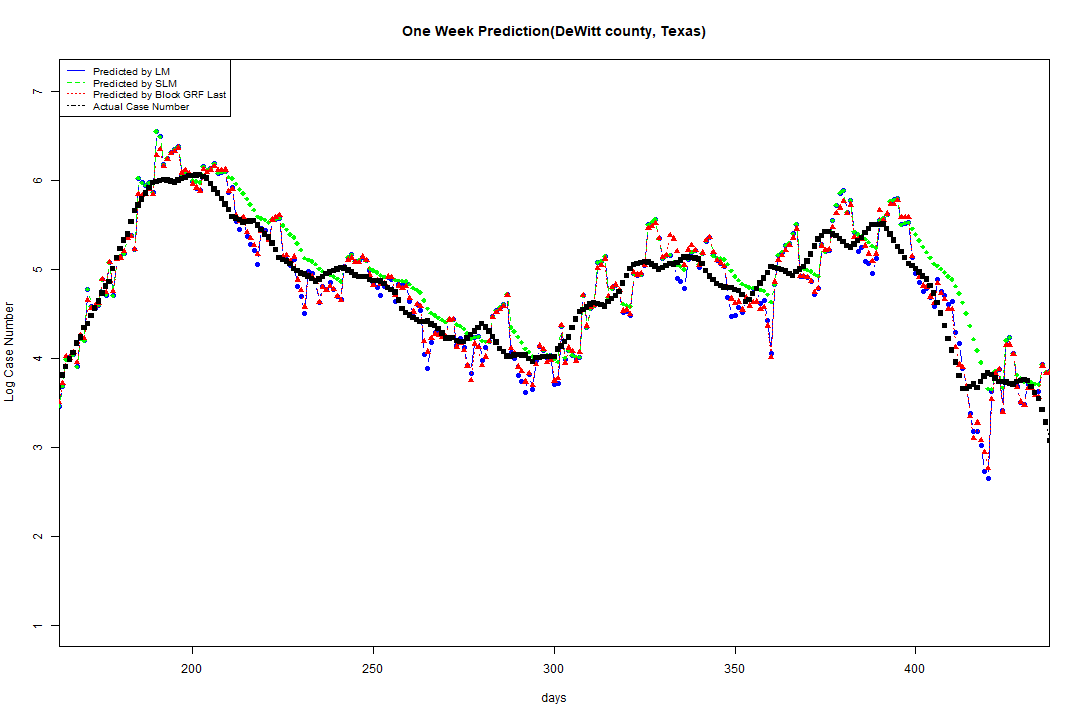 One Week Prediction(DeWitt county, Texas)
Predicted by LM
Predicted by SLM
Predicted by Block GRF Last
Actual Case Number
7
6
5
4
3
2
1
Log Case Number
200 250 300 350 400
days